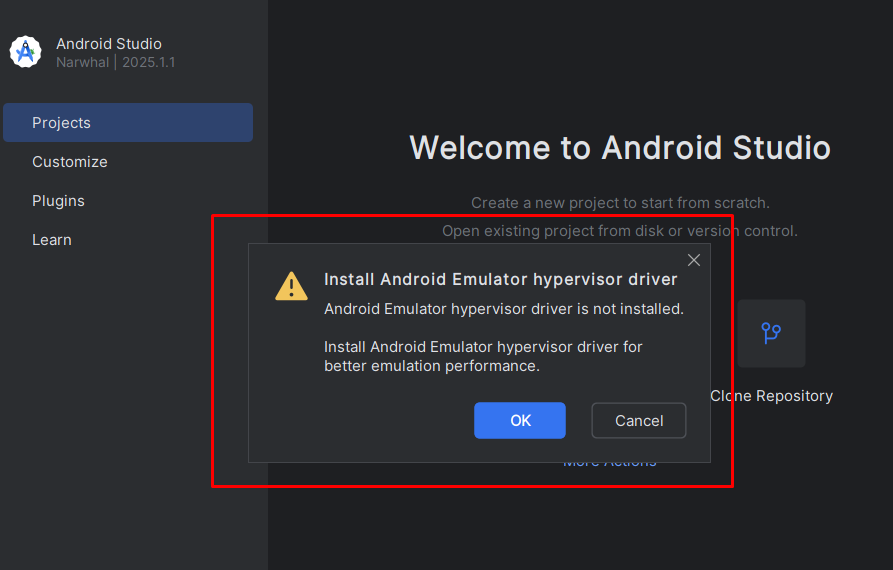 Android Studio
Narwhal | 2025.1.1
Projects
Customize
Plugins
Learn
Welcome to Android Studio
Create a new project to start from scratch.
Open existing project from disk or version control.
Install Android Emulator hypervisor driver
Android Emulator hypervisor driver is not installed.
Install Android Emulator hypervisor driver for
better emulation performance.
OK
Cancel
Clone Repository
More Actions